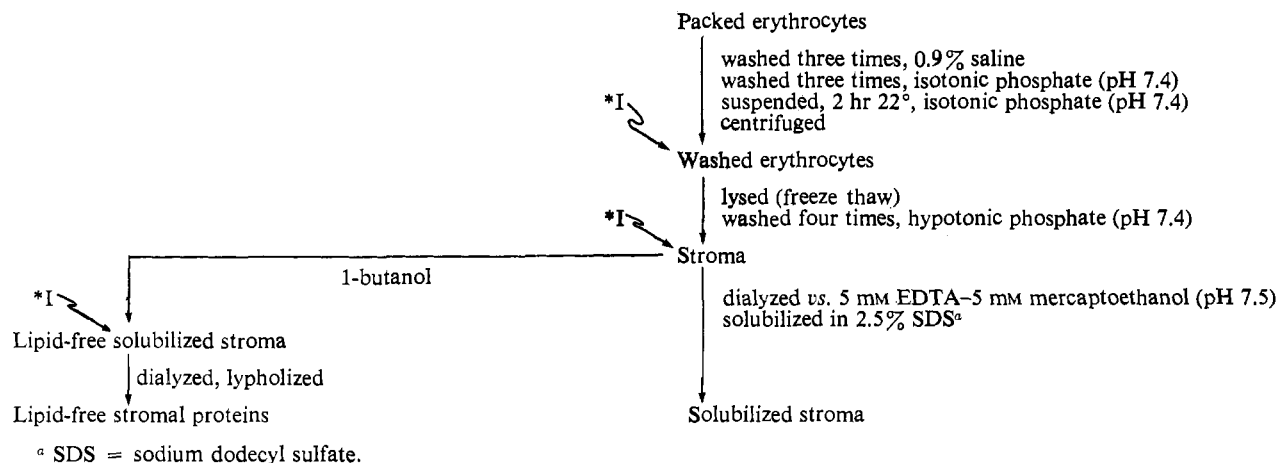 Packed erythrocytes
washed three times, 0.9% saline
washed three times, isotonic phosphate (pH 7.4)
suspended, 2 hr 22°, isotonic phosphate (pH 7.4)
centrifuged
*I
Washed erythrocytes
lysed (freeze thaw)
washed four times, hypotonic phosphate (pH 7.4)
*I
Stroma
1-butanol
*I
dialyzed vs. 5 mM EDTA–5 mM mercaptoethanol (pH 7.5)
solubilized in 2.5% SDSᵃ
Lipid-free solubilized stroma
dialyzed, lypholized
Lipid-free stromal proteins
Solubilized stroma
ᵃ SDS = sodium dodecyl sulfate.